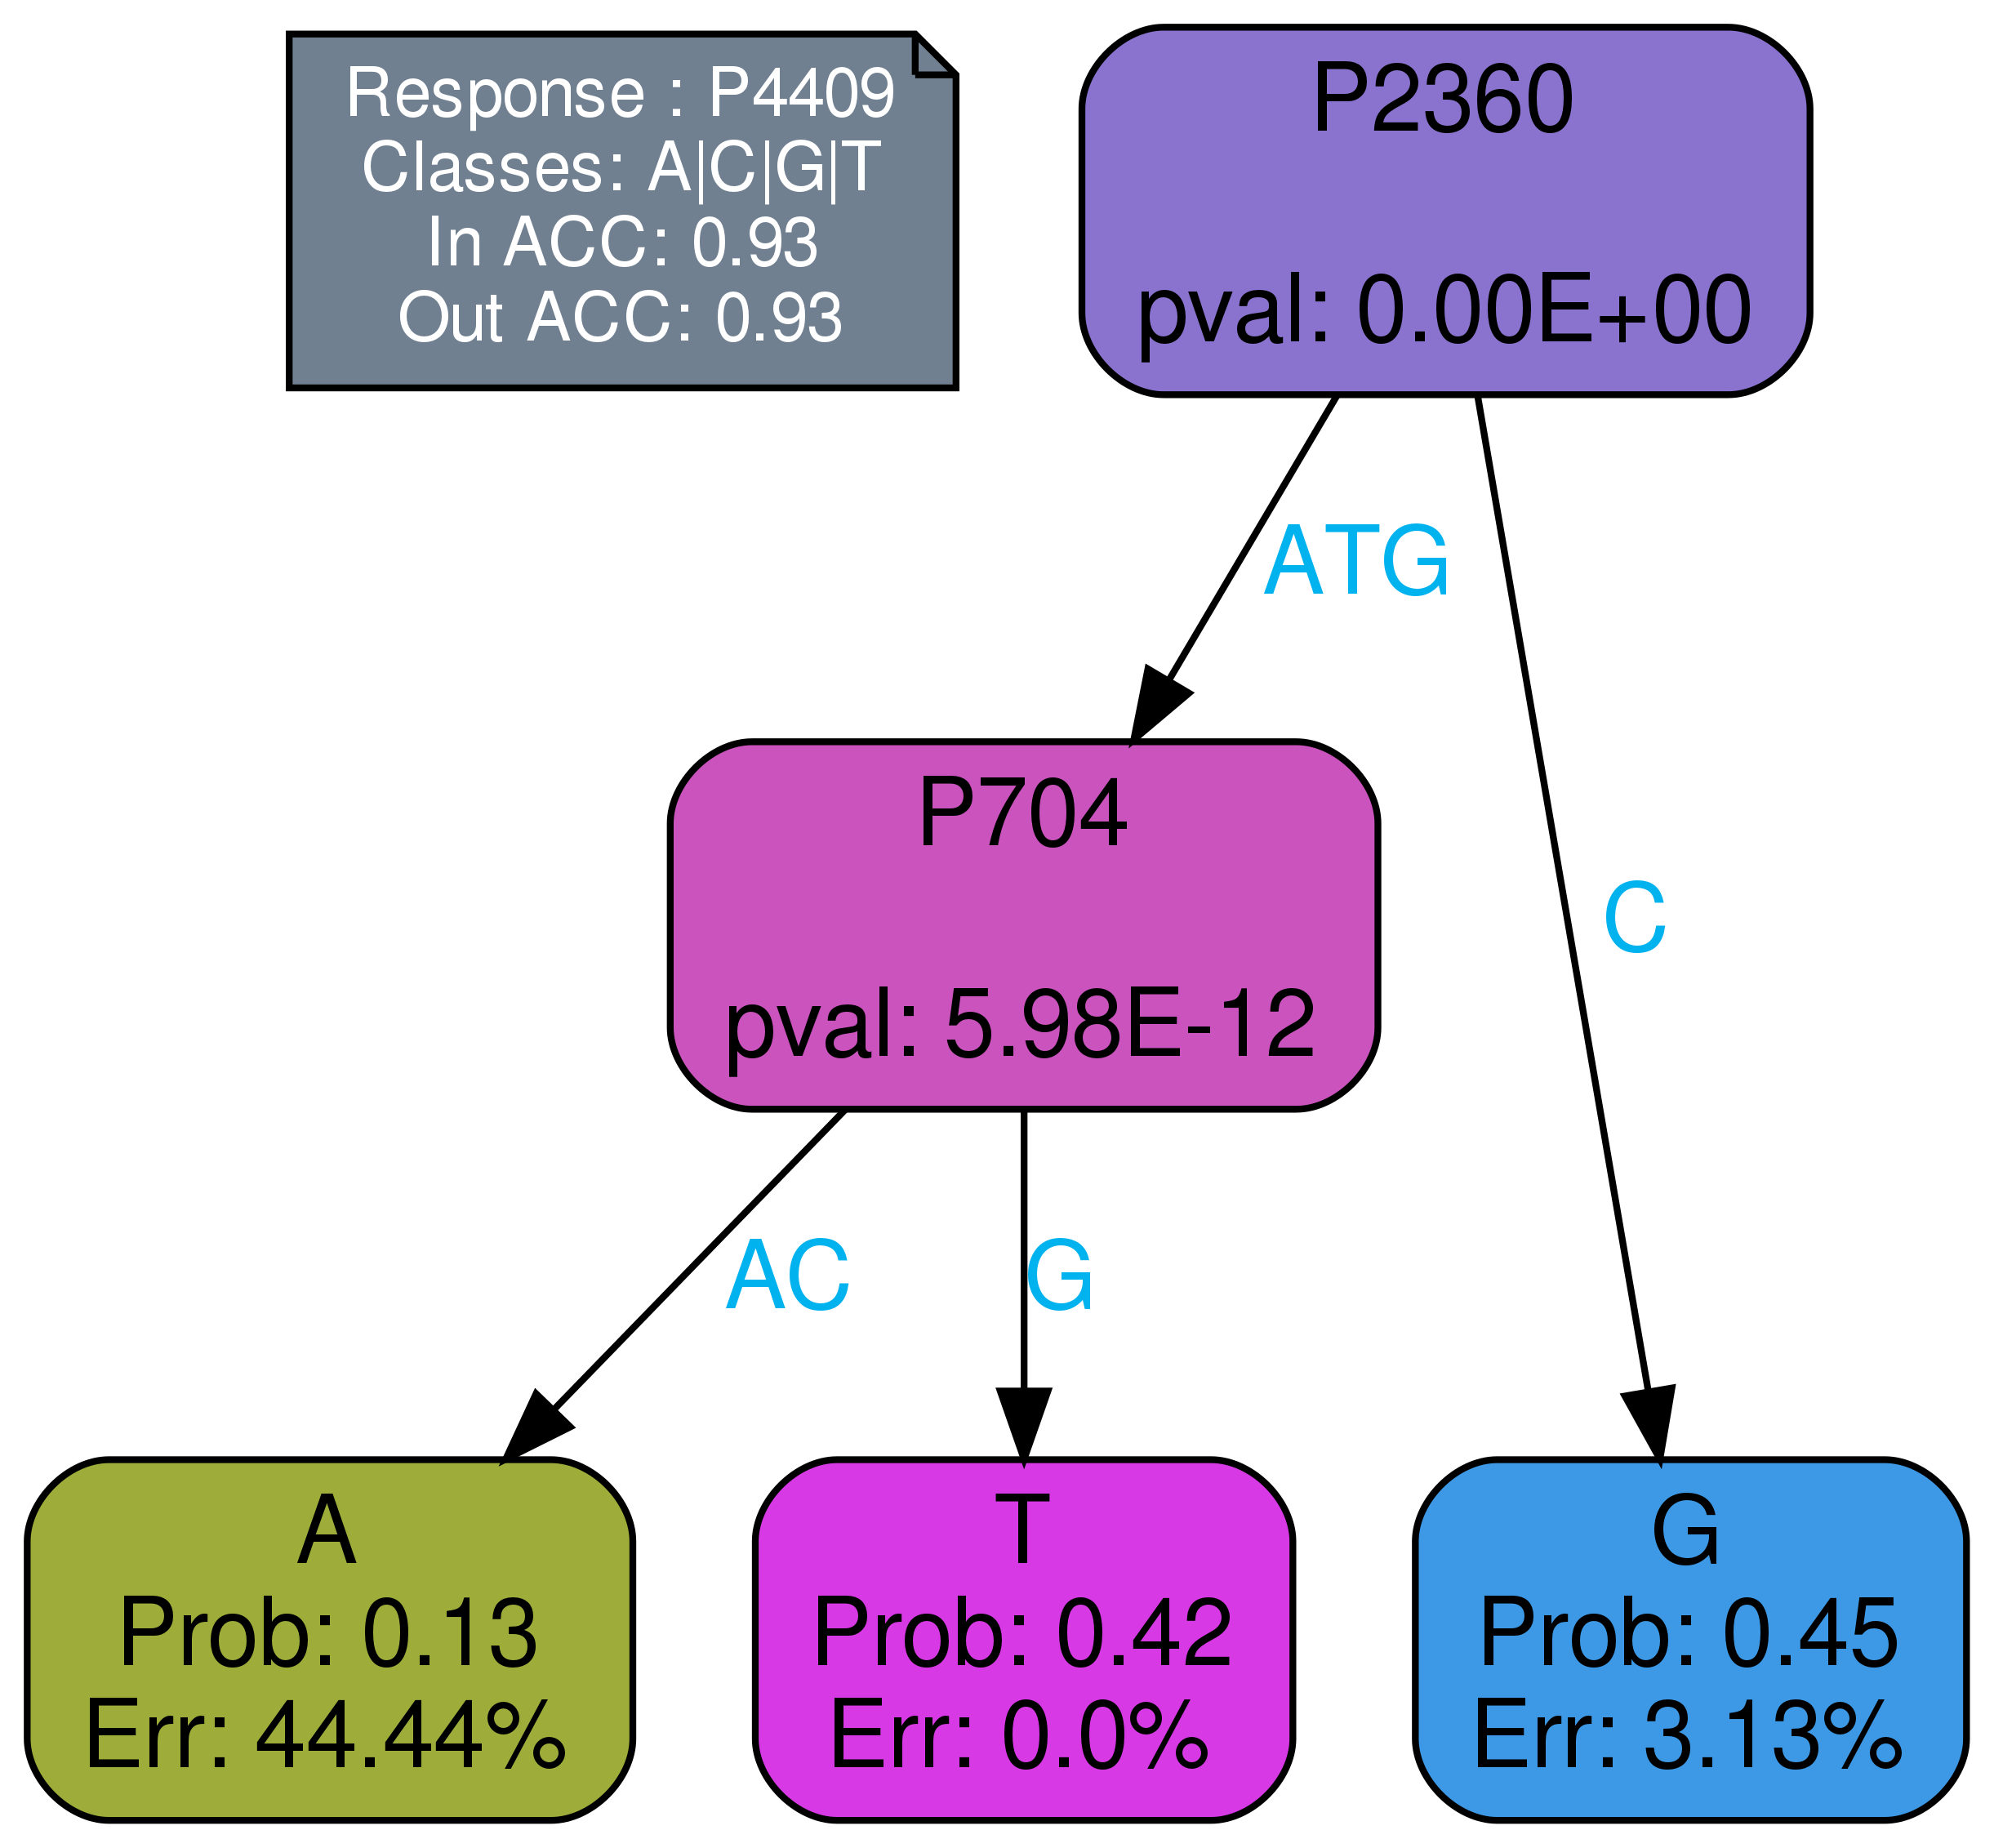 Response : P4409
Classes: A|C|G|T
In ACC: 0.93
Out ACC: 0.93
P2360
pval: 0.00E+00
ATG
C
P704
pval: 5.98E-12
AC
G
A
Prob: 0.13
Err: 44.44%
T
Prob: 0.42
Err: 0.0%
G
Prob: 0.45
Err: 3.13%